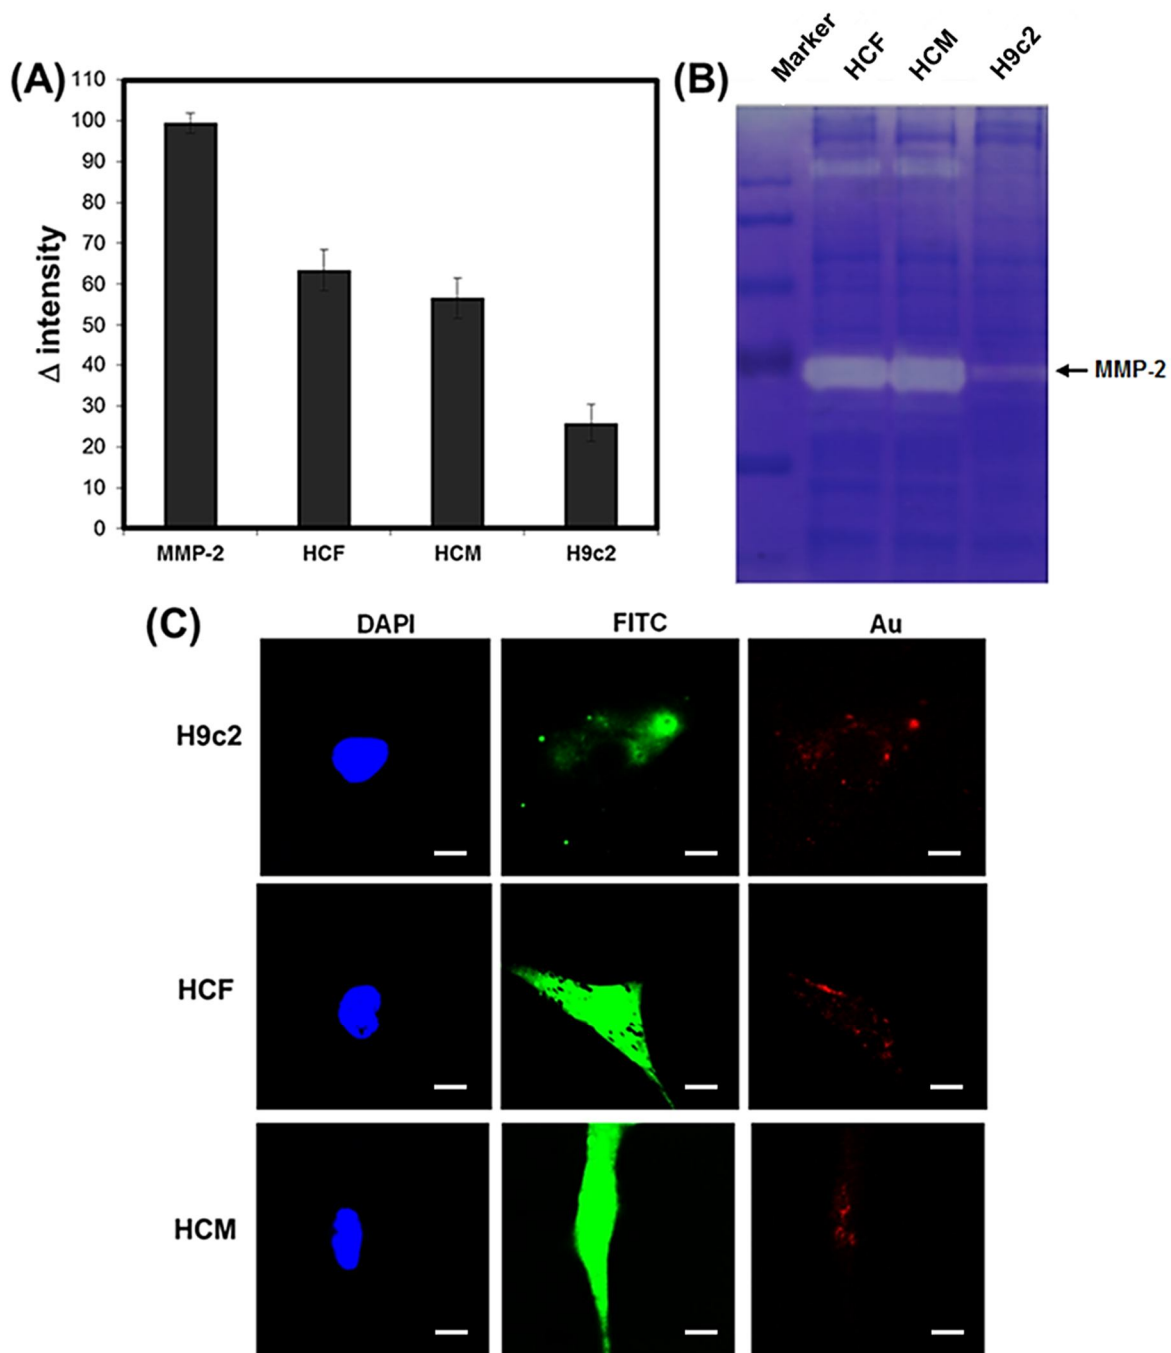 (A)
110
100
90
80
70
60
50
40
30
20
10
0
Δ intensity
MMP-2 HCF HCM H9c2
(B)
Marker HCF HCM H9c2
MMP-2
(C)
DAPI FITC Au
H9c2
HCF
HCM